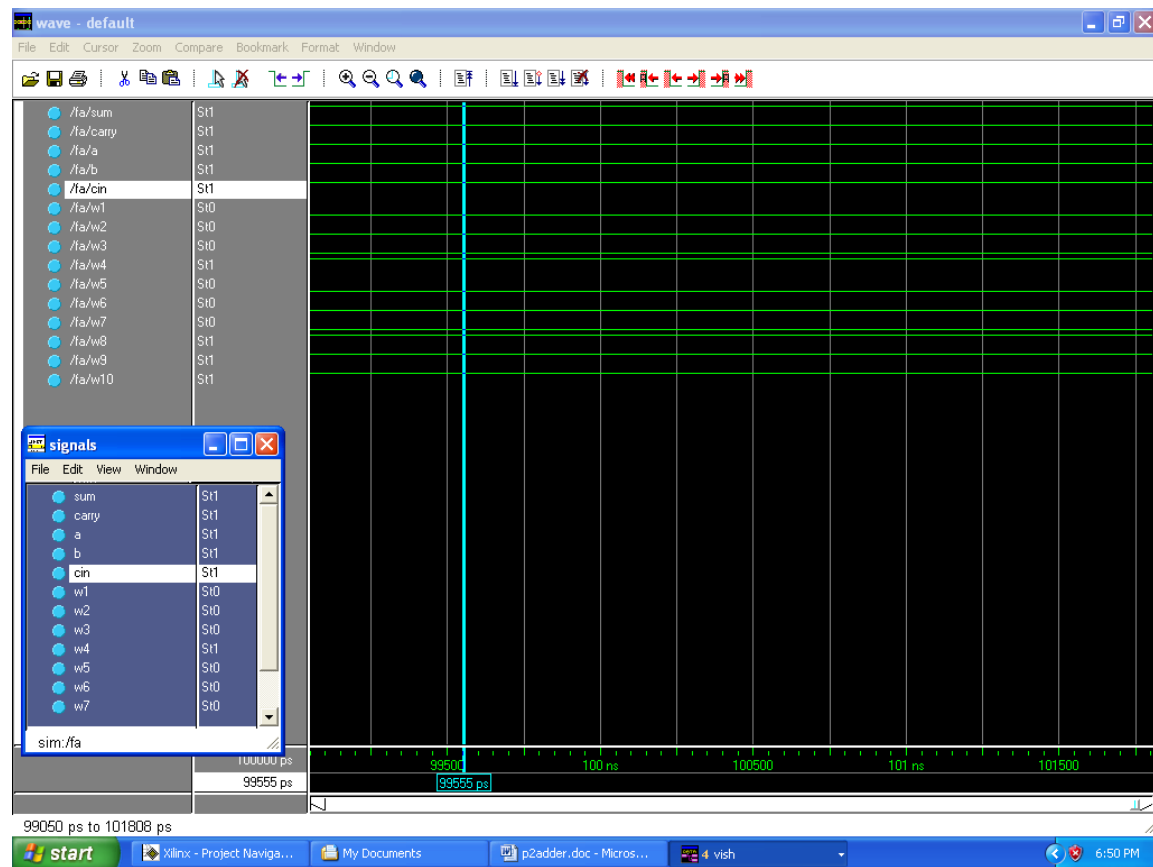 wave - default
File Edit Cursor Zoom Compare Bookmark Format Window
/fa/sum St1
/fa/carry St1
/fa/a St1
/fa/b St1
/fa/cin St1
/fa/w1 St0
/fa/w2 St0
/fa/w3 St0
/fa/w4 St1
/fa/w5 St0
/fa/w6 St0
/fa/w7 St0
/fa/w8 St1
/fa/w9 St1
/fa/w10 St1
signals
File Edit View Window
sum St1
carry St1
a St1
b St1
cin St1
w1 St0
w2 St0
w3 St0
w4 St1
w5 St0
w6 St0
w7 St0
sim:/fa
100000 ps
99500 100 ns 100500 101 ns 101500
99555 ps 99555 ps
99050 ps to 101808 ps
start Xilinx - Project Naviga... My Documents p2adder.doc - Micros... 4 vish 6:50 PM